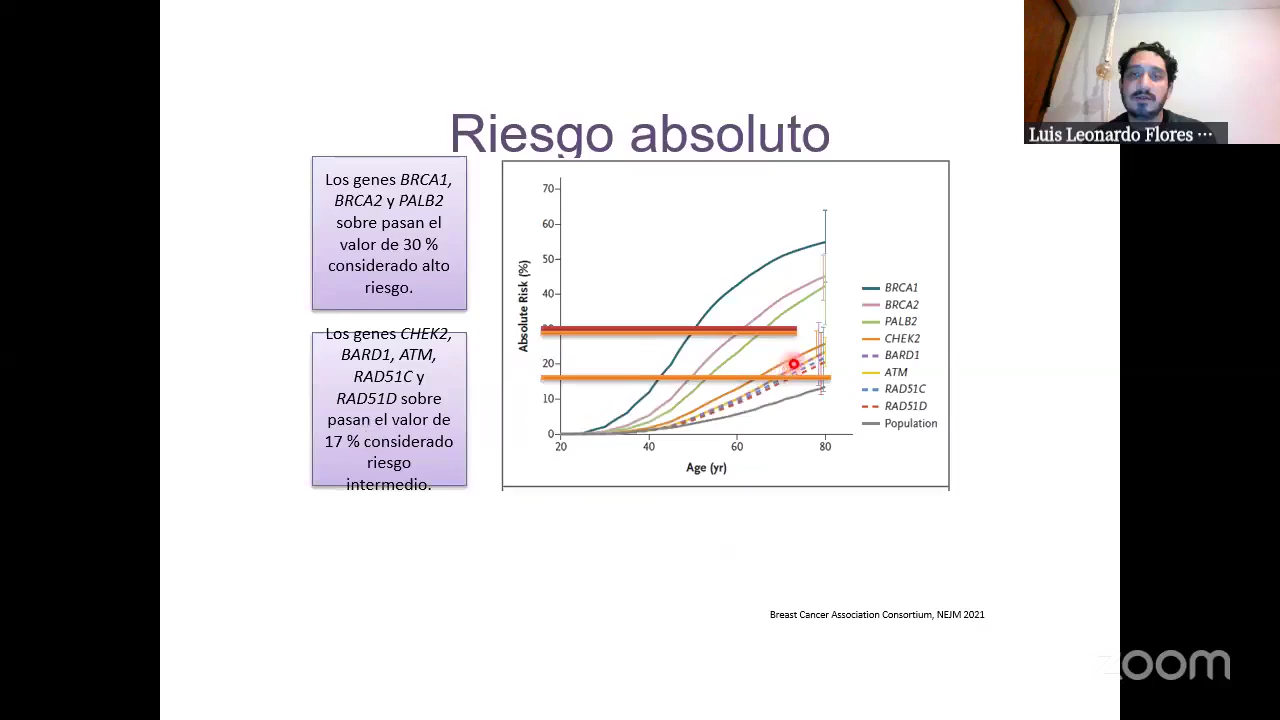 Luis Leonardo Flores ···
Riesgo absoluto
Los genes BRCA1,
BRCA2 y PALB2
sobre pasan el
valor de 30 %
considerado alto
riesgo.
Los genes CHEK2,
BARD1, ATM,
RAD51C y
RAD51D sobre
pasan el valor de
17 % considerado
riesgo
intermedio.
Absolute Risk (%)
70
60
50
40
20
10
0
20
40
60
80
Age (yr)
BRCA1
BRCA2
PALB2
CHEK2
BARD1
ATM
RAD51C
RAD51D
Population
Breast Cancer Association Consortium, NEJM 2021
zoom